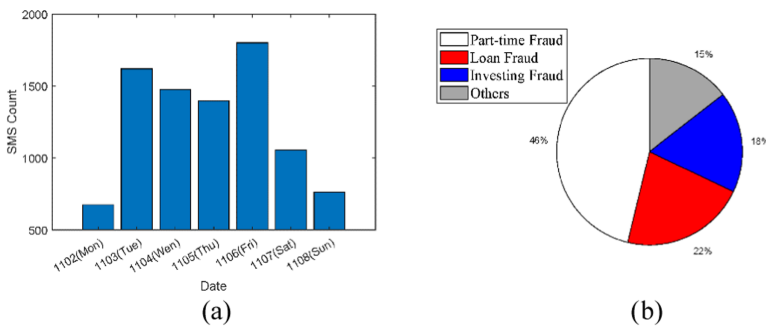 2000
1500
1000
500
SMS Count
1102(Mon)
1103(Tue)
1104(Wen)
1105(Thu)
1106(Fri)
1107(Sat)
1108(Sun)
Date
(a)
Part-time Fraud
Loan Fraud
Investing Fraud
Others
15%
46%
18%
22%
(b)